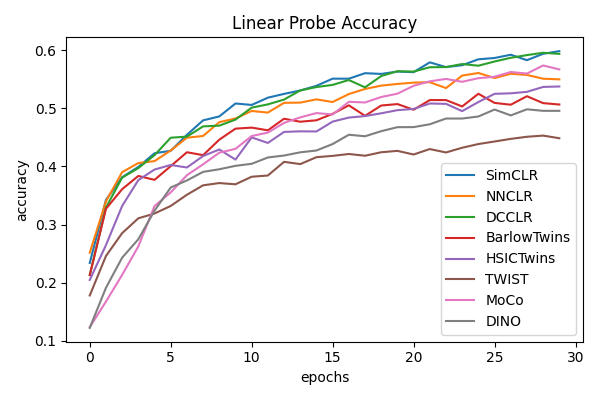 Linear Probe Accuracy
accuracy
0.6
0.5
0.4
0.3
0.2
0.1
SimCLR
NNCLR
DCCLR
BarlowTwins
HSICTwins
TWIST
MoCo
DINO
0 5 10 15 20 25 30
epochs